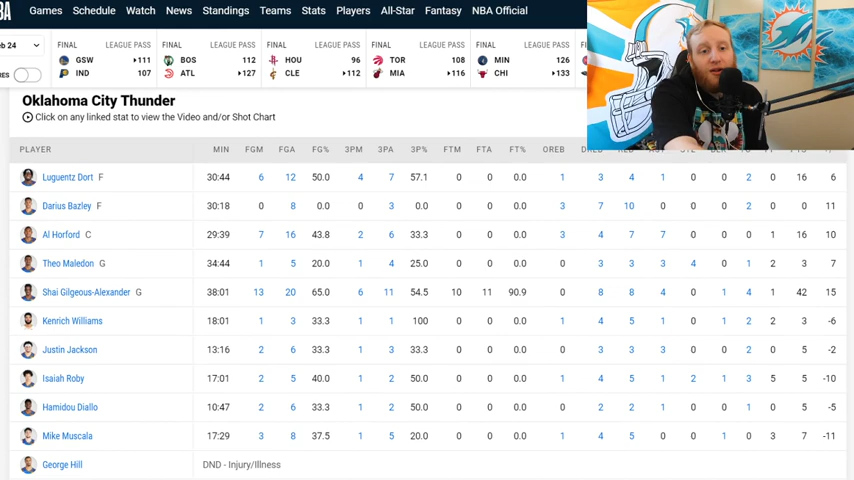 BA Games Schedule Watch News Standings Teams Stats Players All-Star Fantasy NBA Official
eb 24 FINAL LEAGUE PASS FINAL LEAGUE PASS FINAL LEAGUE PASS FINAL LEAGUE PASS FINAL LEAGUE PASS FINAL
GSW 111 BOS 112 HOU 96 TOR 108 MIN 126
RES IND 107 ATL 127 CLE 112 MIA 116 CHI 133
Oklahoma City Thunder
Click on any linked stat to view the Video and/or Shot Chart
PLAYER MIN FGM FGA FG% 3PM 3PA 3P% FTM FTA FT% OREB DREB REB AST STL BLK TO PF PTS +/-
Luguentz Dort F 30:44 6 12 50.0 4 7 57.1 0 0 0.0 1 3 4 1 0 0 2 0 16 6
Darius Bazley F 30:18 0 8 0.0 0 3 0.0 0 0 0.0 3 7 10 0 0 0 2 0 0 11
Al Horford C 29:39 7 16 43.8 2 6 33.3 0 0 0.0 3 4 7 7 0 0 0 1 16 10
Theo Maledon G 34:44 1 5 20.0 1 4 25.0 0 0 0.0 0 3 3 3 4 0 1 2 3 7
Shai Gilgeous-Alexander G 38:01 13 20 65.0 6 11 54.5 10 11 90.9 0 8 8 4 0 1 4 1 42 15
Kenrich Williams 18:01 1 3 33.3 1 1 100 0 0 0.0 1 4 5 1 0 1 2 2 3 -6
Justin Jackson 13:16 2 6 33.3 1 3 33.3 0 0 0.0 0 3 3 3 0 0 2 0 5 -2
Isaiah Roby 17:01 2 5 40.0 1 2 50.0 0 0 0.0 1 4 5 1 2 1 3 5 5 -10
Hamidou Diallo 10:47 2 6 33.3 1 2 50.0 0 0 0.0 0 2 2 1 0 0 1 0 5 -5
Mike Muscala 17:29 3 8 37.5 1 5 20.0 0 0 0.0 1 4 5 0 0 1 0 3 7 -11
George Hill DND - Injury/Illness